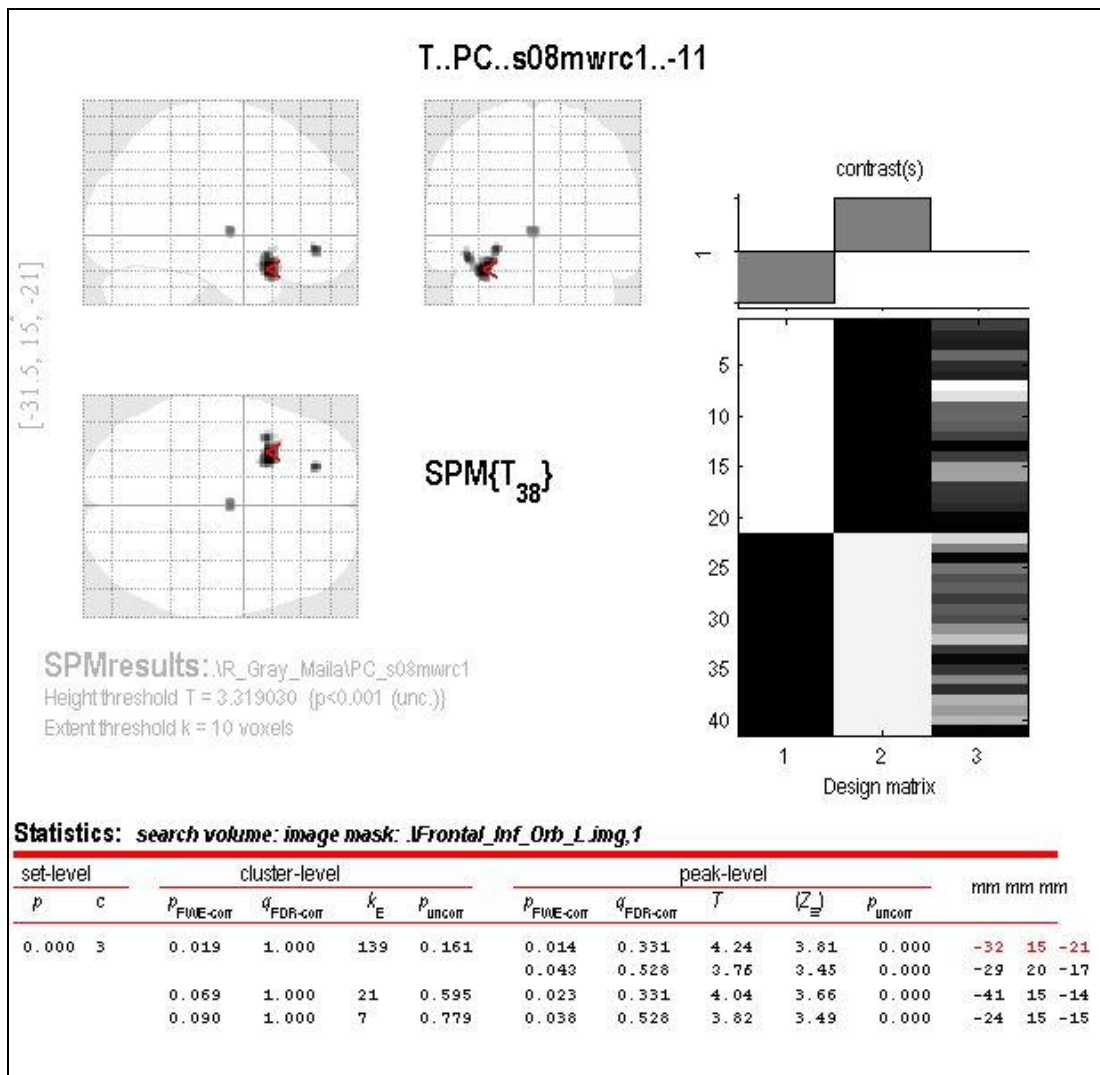 T..PC..s08mwrc1..-11
[-31.5, 15, -21]
SPM{T38}
SPMresults: .\R_Gray_Maila\PC_s08mwrc1
Height threshold T = 3.319030 {p<0.001 (unc.)}
Extent threshold k = 10 voxels
contrast(s)
1
5
10
15
20
25
30
35
40
1 2 3
Design matrix
Statistics: search volume: image mask: .\Frontal_Inf_Orb_L.img,1
set-level cluster-level peak-level mm mm mm
p c pFWE-corr qFDR-corr kE puncorr pFWE-corr qFDR-corr T (Z≡) puncorr
0.000 3 0.019 1.000 139 0.161 0.014 0.331 4.24 3.81 0.000 -32 15 -21
0.043 0.528 3.76 3.45 0.000 -29 20 -17
0.069 1.000 21 0.595 0.023 0.331 4.04 3.66 0.000 -41 15 -14
0.090 1.000 7 0.779 0.038 0.528 3.82 3.49 0.000 -24 15 -15